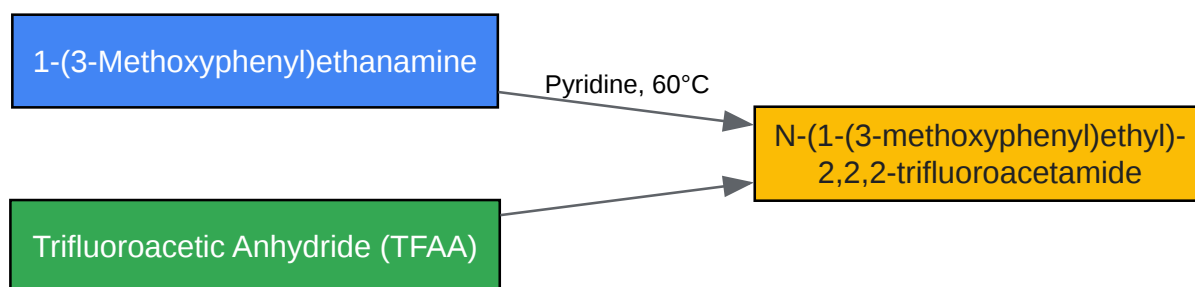 1-(3-Methoxyphenyl)ethanamine
Pyridine, 60°C
N-(1-(3-methoxyphenyl)ethyl)-
2,2,2-trifluoroacetamide
Trifluoroacetic Anhydride (TFAA)